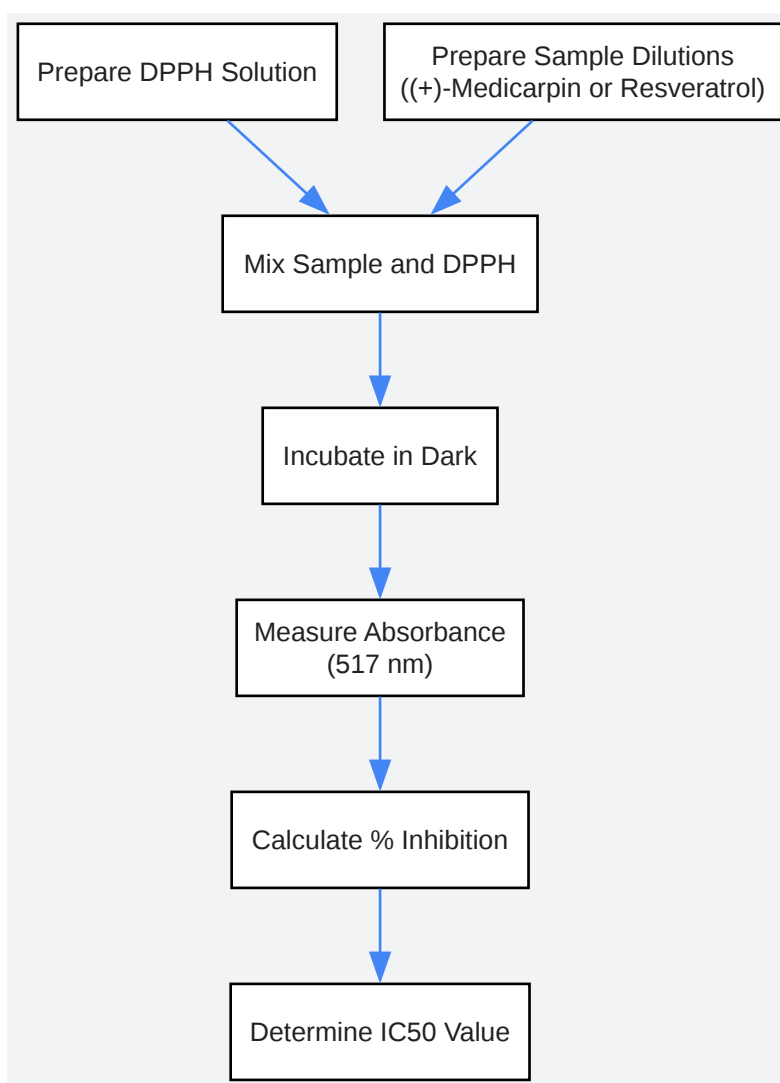 Prepare DPPH Solution
Prepare Sample Dilutions
((+)-Medicarpin or Resveratrol)
Mix Sample and DPPH
Incubate in Dark
Measure Absorbance
(517 nm)
Calculate % Inhibition
Determine IC50 Value